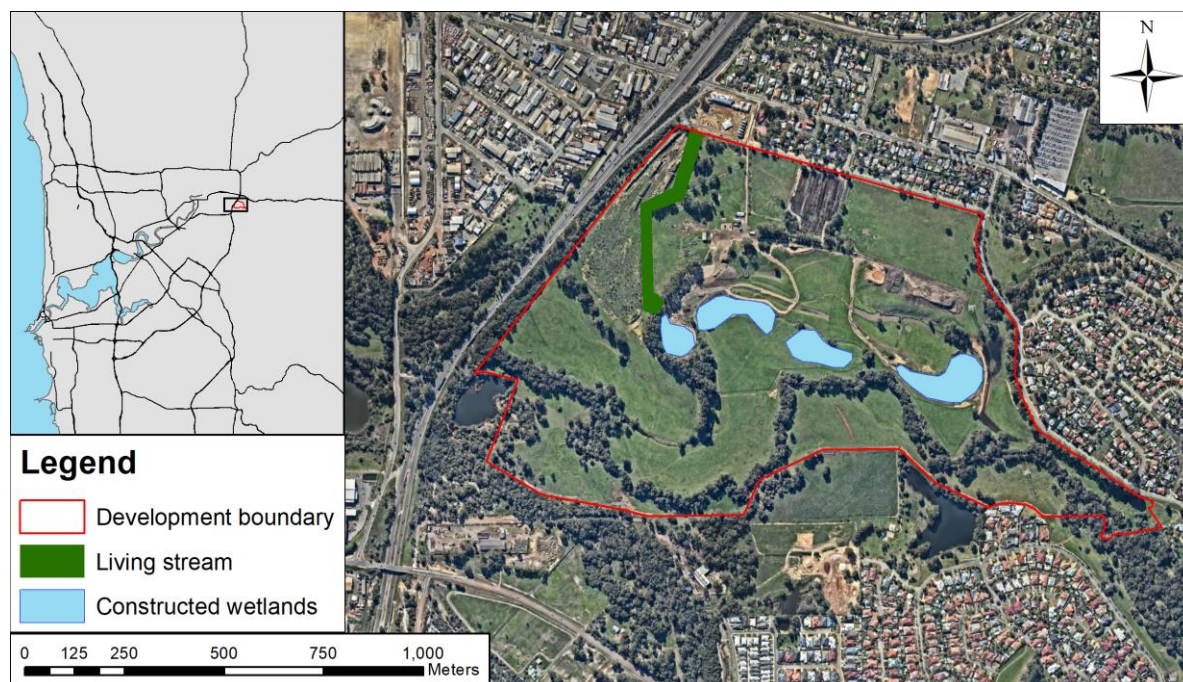 N
Legend
Development boundary
Living stream
Constructed wetlands
0 125 250 500 750 1,000
Meters